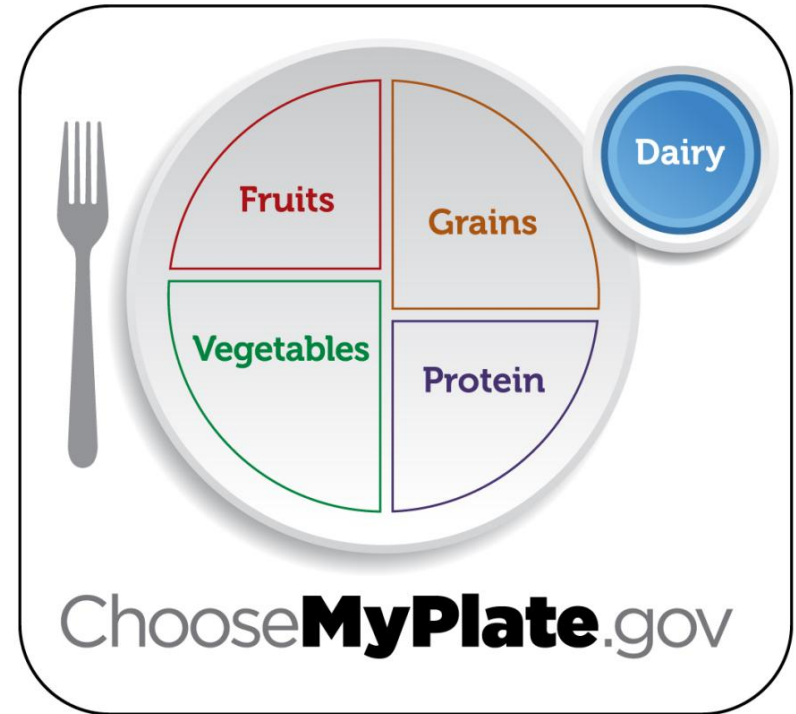 Dairy
Fruits
Grains
Vegetables
Protein
ChooseMyPlate.gov